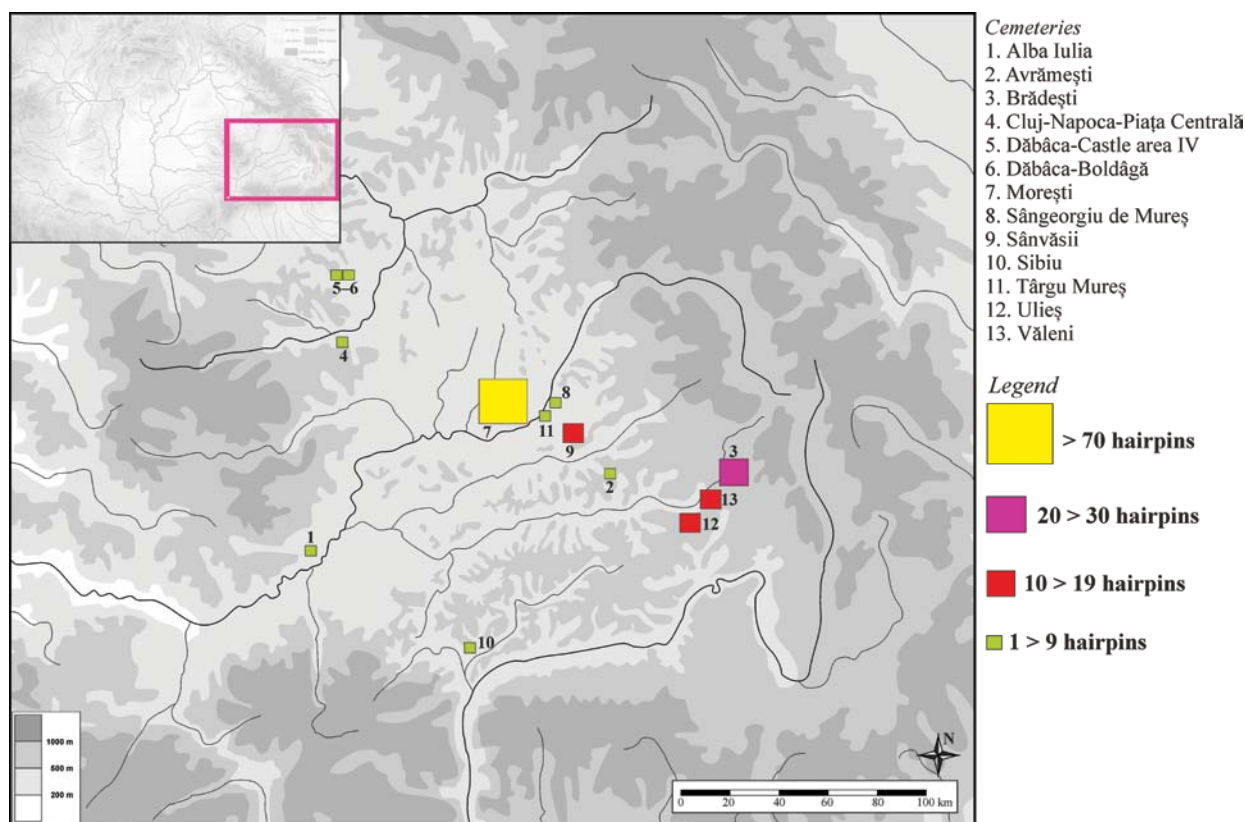 Cemeteries
1. Alba Iulia
2. Avrămești
3. Brădești
4. Cluj-Napoca-Piața Centrală
5. Dăbâca-Castle area IV
6. Dăbâca-Boldâgă
7. Morești
8. Sângeorgiu de Mureș
9. Sânvăsii
10. Sibiu
11. Târgu Mureș
12. Ulieș
13. Văleni
Legend
> 70 hairpins
20 > 30 hairpins
10 > 19 hairpins
1 > 9 hairpins
5–6
4
7
8
11
9
2
3
13
12
1
10
1000 m
500 m
200 m
N
0 20 40 60 80 100 km